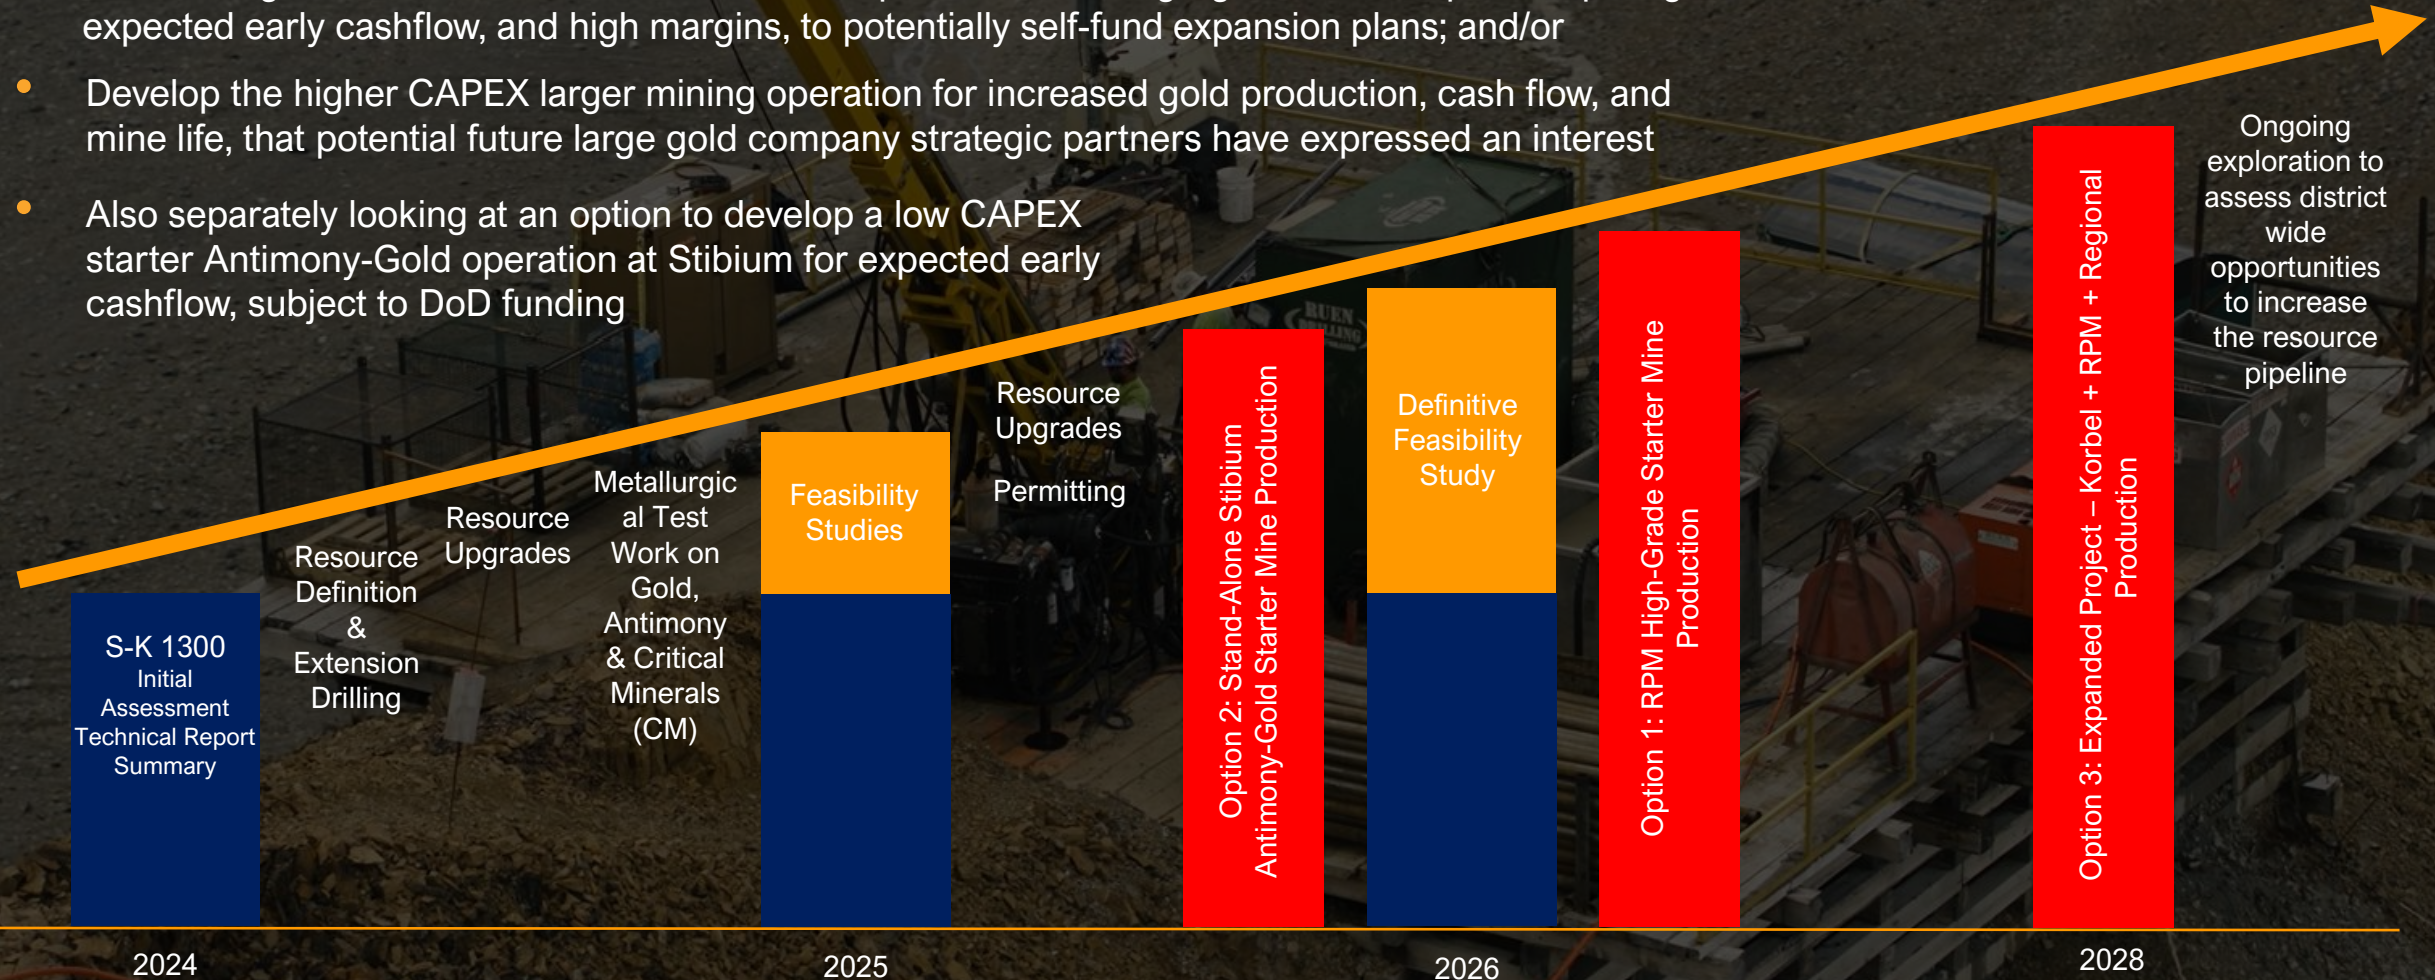 expected early cashflow, and high margins, to potentially self-fund expansion plans; and/or
• Develop the higher CAPEX larger mining operation for increased gold production, cash flow, and
mine life, that potential future large gold company strategic partners have expressed an interest
• Also separately looking at an option to develop a low CAPEX
starter Antimony-Gold operation at Stibium for expected early
cashflow, subject to DoD funding
S-K 1300
Initial
Assessment
Technical Report
Summary
Resource
Definition
&
Extension
Drilling
Resource
Upgrades
Metallurgic
al Test
Work on
Gold,
Antimony
& Critical
Minerals
(CM)
Feasibility
Studies
Resource
Upgrades
Permitting
Option 2: Stand-Alone Stibium
Antimony-Gold Starter Mine Production
Definitive
Feasibility
Study
Option 1: RPM High-Grade Starter Mine
Production
Option 3: Expanded Project – Korbel + RPM + Regional
Production
Ongoing
exploration to
assess district
wide
opportunities
to increase
the resource
pipeline
RUEN
DRILLING
2024
2025
2026
2028